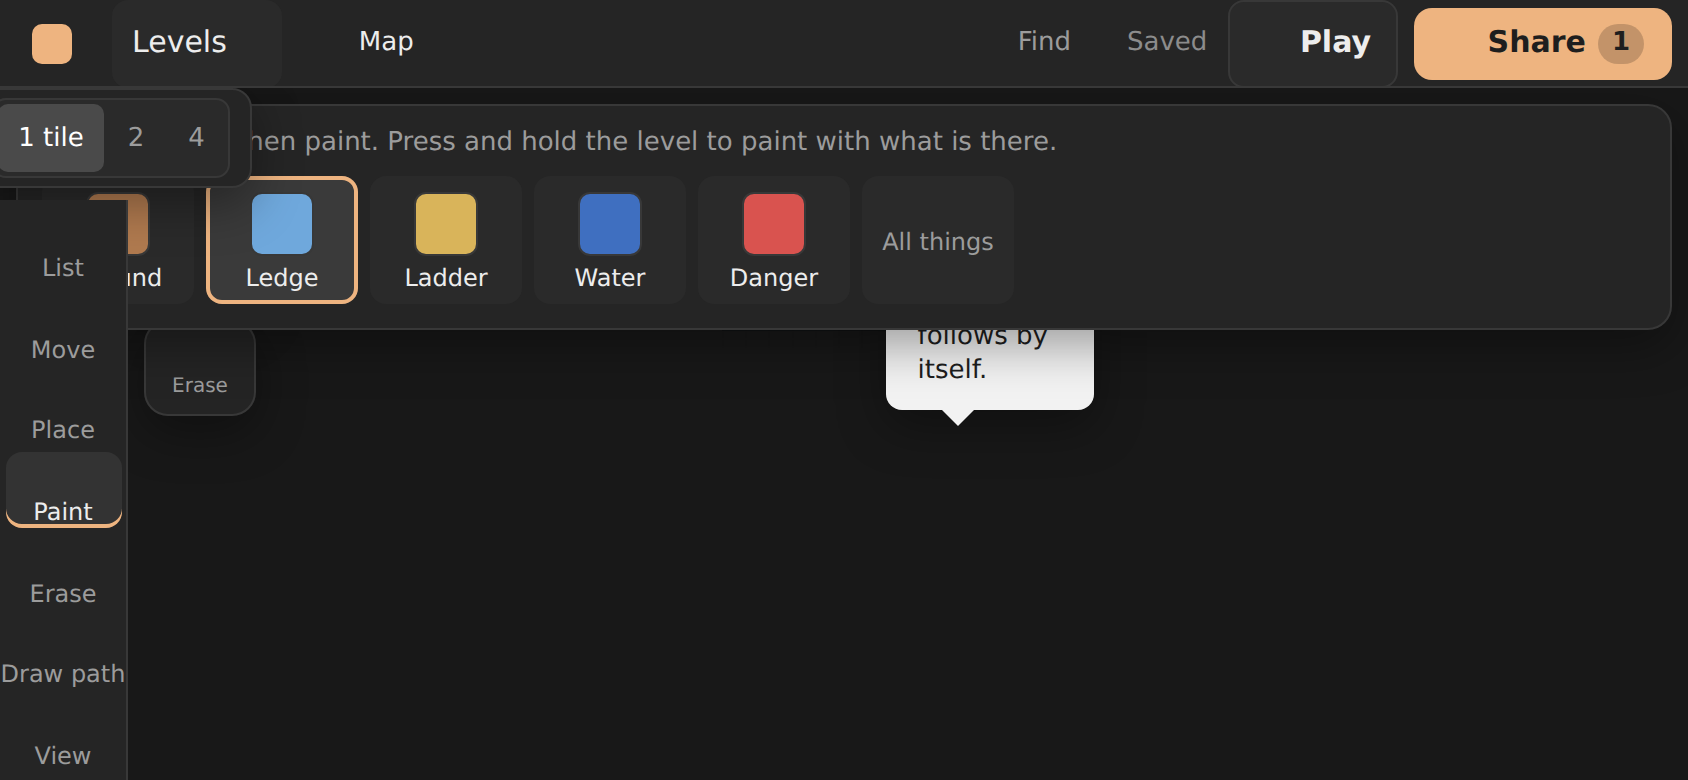 Levels
Map
Find
Saved
Play
Share 1
1 tile
2
4
paint. Press and hold the level to paint with what is there.
Ledge
Ladder
Water
Danger
All things
List
Move
Place
Paint
Erase
Draw path
View
Erase
follows by
itself.